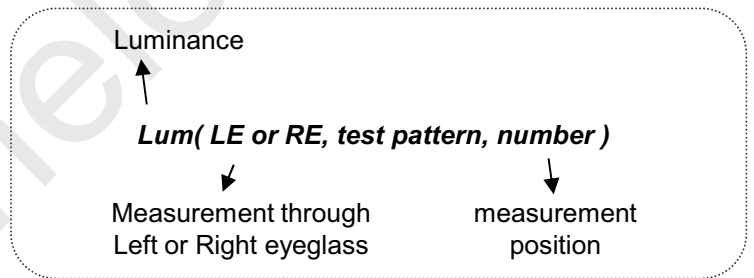 Luminance
Lum( LE or RE, test pattern, number )
Measurement through
Left or Right eyeglass
measurement
position